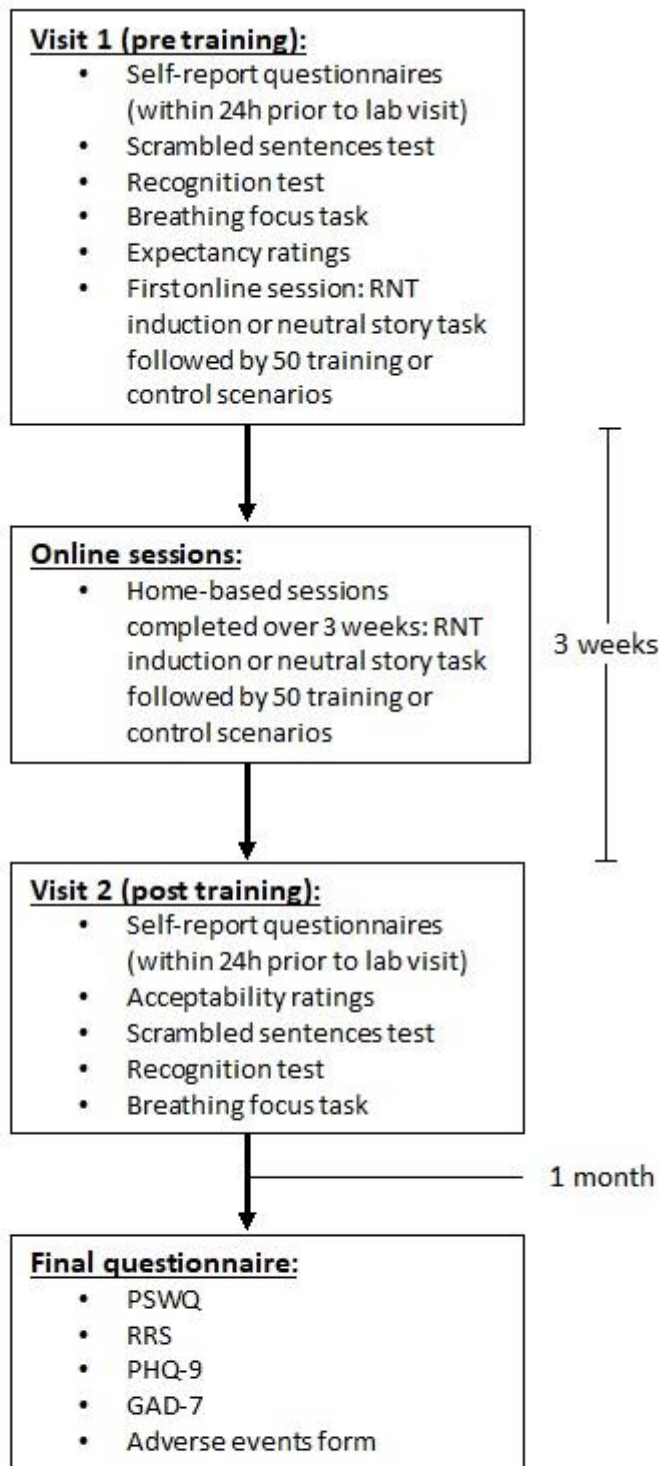 Visit 1 (pre training):
• Self-report questionnaires
(within 24h prior to lab visit)
• Scrambled sentences test
• Recognition test
• Breathing focus task
• Expectancy ratings
• First online session: RNT
induction or neutral story task
followed by 50 training or
control scenarios
Online sessions:
• Home-based sessions
completed over 3 weeks: RNT
induction or neutral story task
followed by 50 training or
control scenarios
3 weeks
Visit 2 (post training):
• Self-report questionnaires
(within 24h prior to lab visit)
• Acceptability ratings
• Scrambled sentences test
• Recognition test
• Breathing focus task
1 month
Final questionnaire:
• PSWQ
• RRS
• PHQ-9
• GAD-7
• Adverse events form